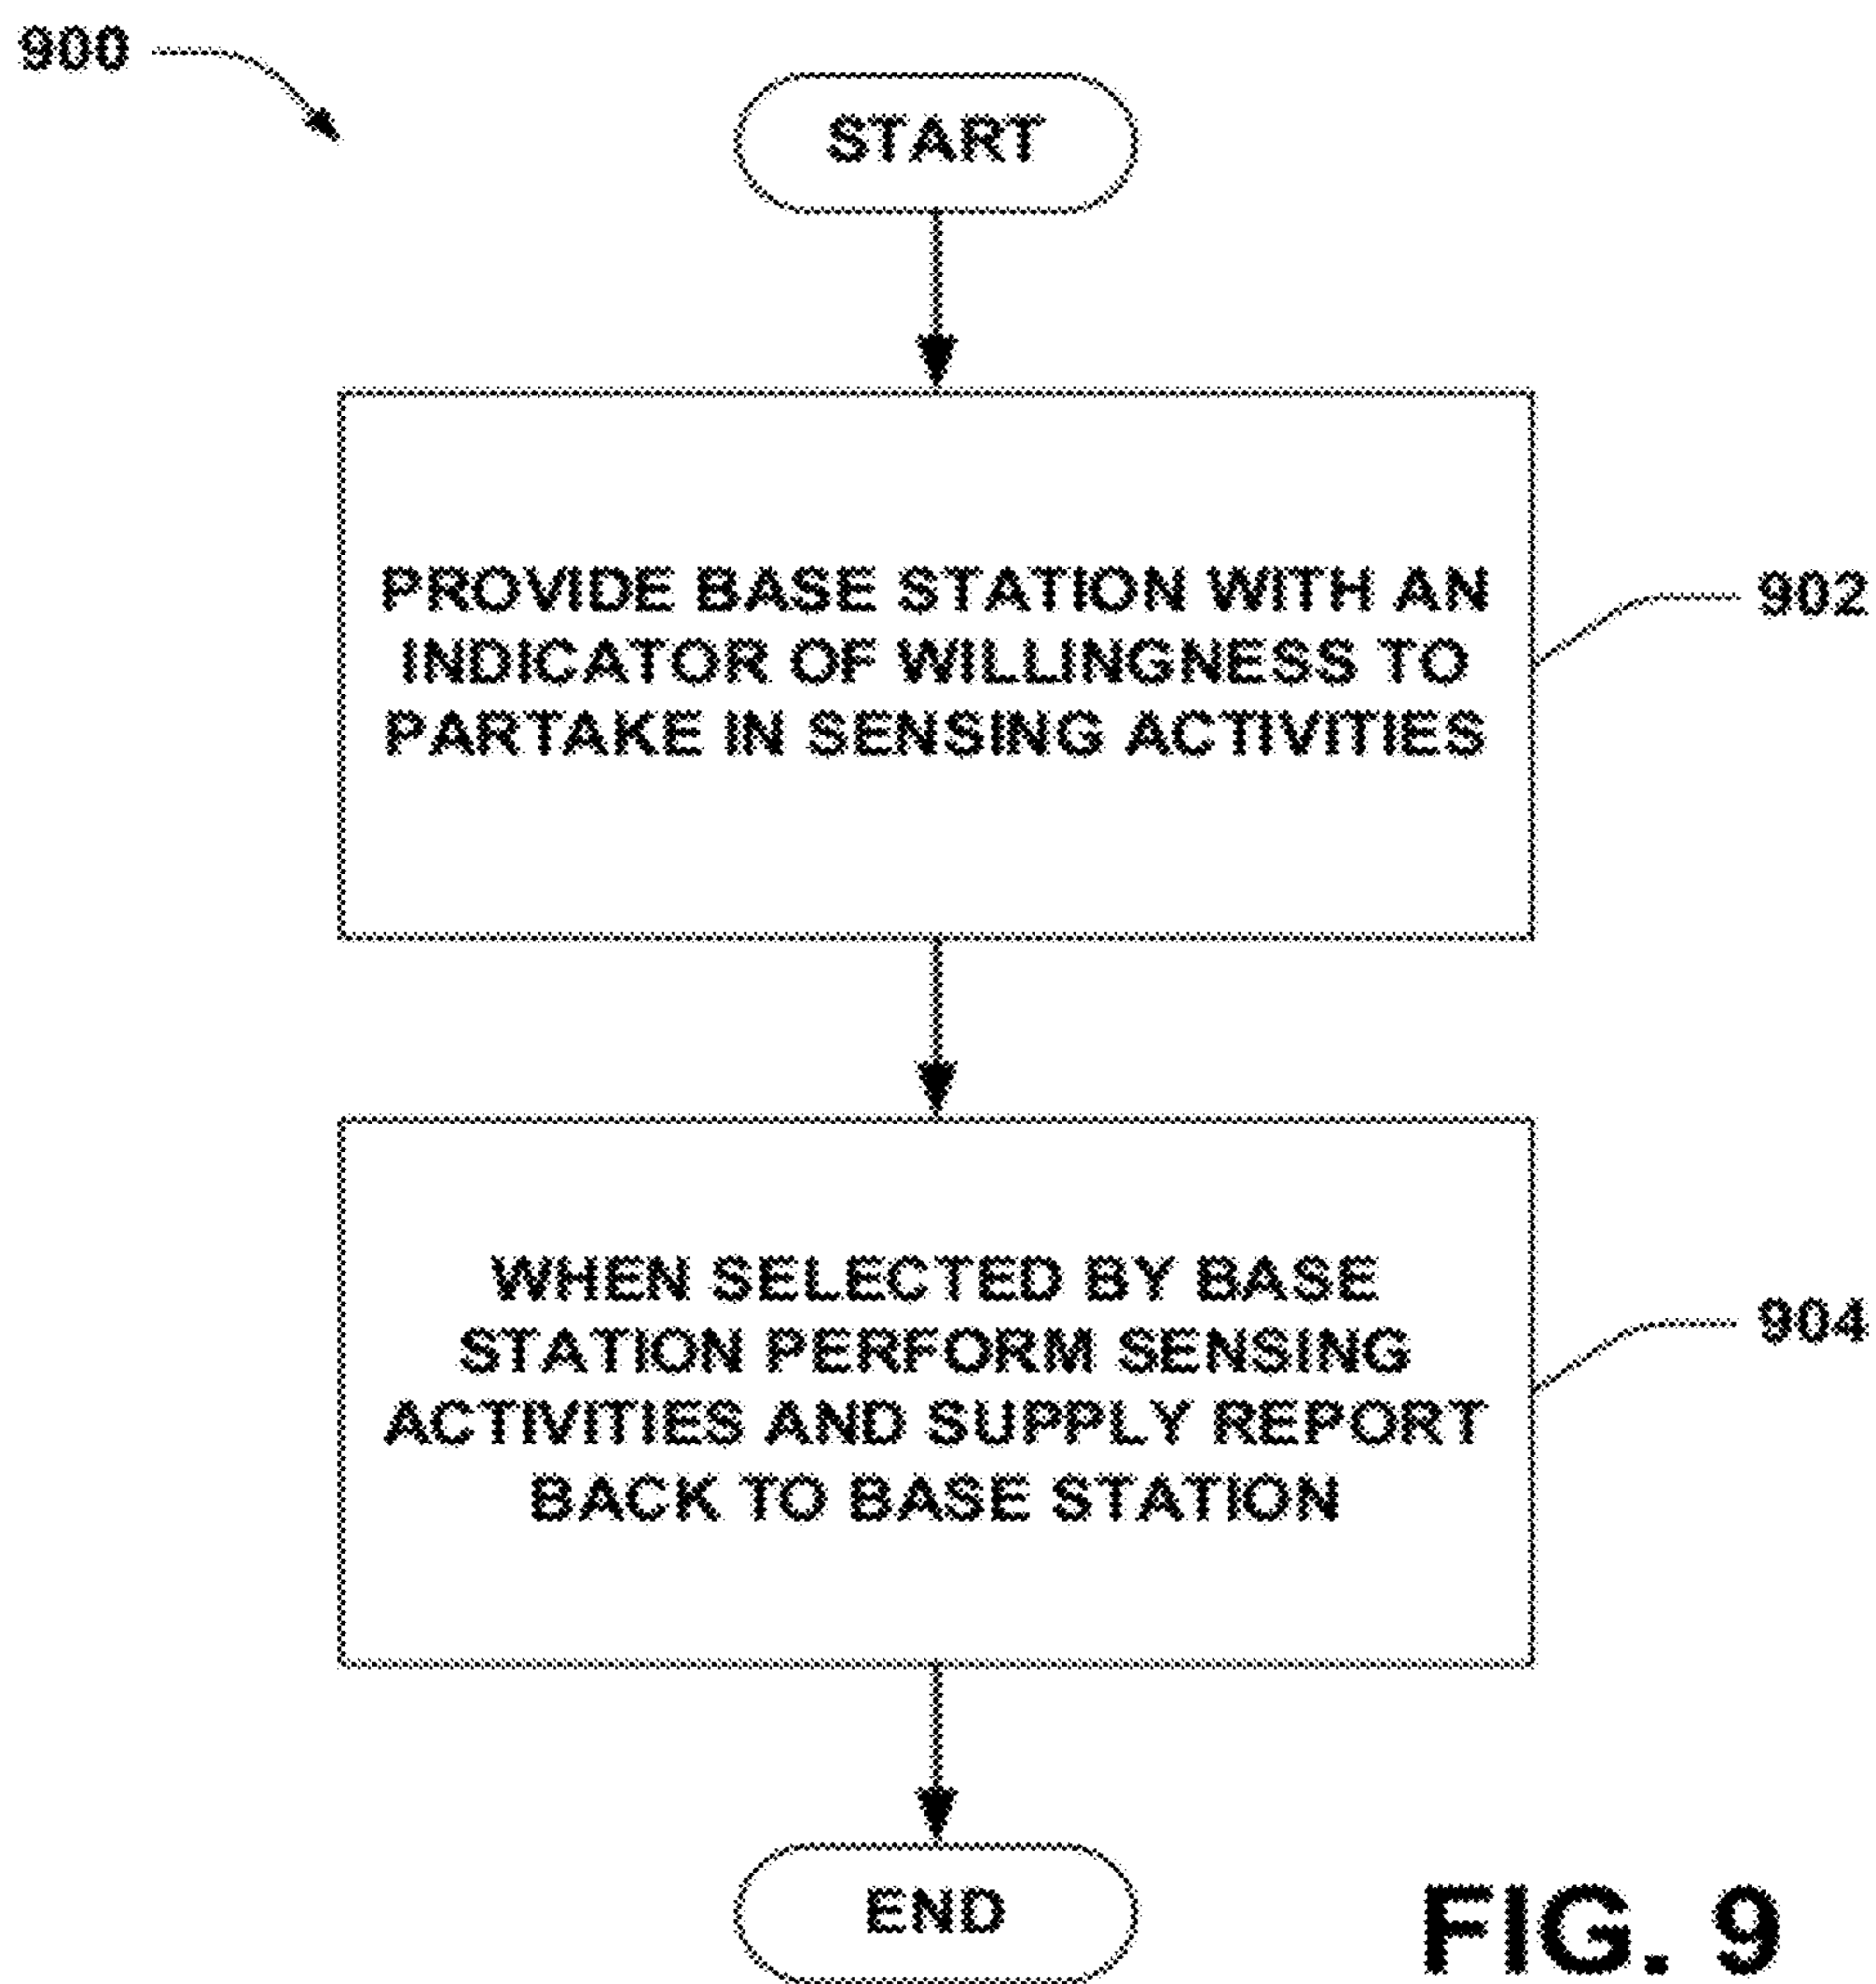 900
START
PROVIDE BASE STATION WITH AN
INDICATOR OF WILLINGNESS TO
PARTAKE IN SENSING ACTIVITIES
902
WHEN SELECTED BY BASE
STATION PERFORM SENSING
ACTIVITIES AND SUPPLY REPORT
BACK TO BASE STATION
904
END
FIG. 9